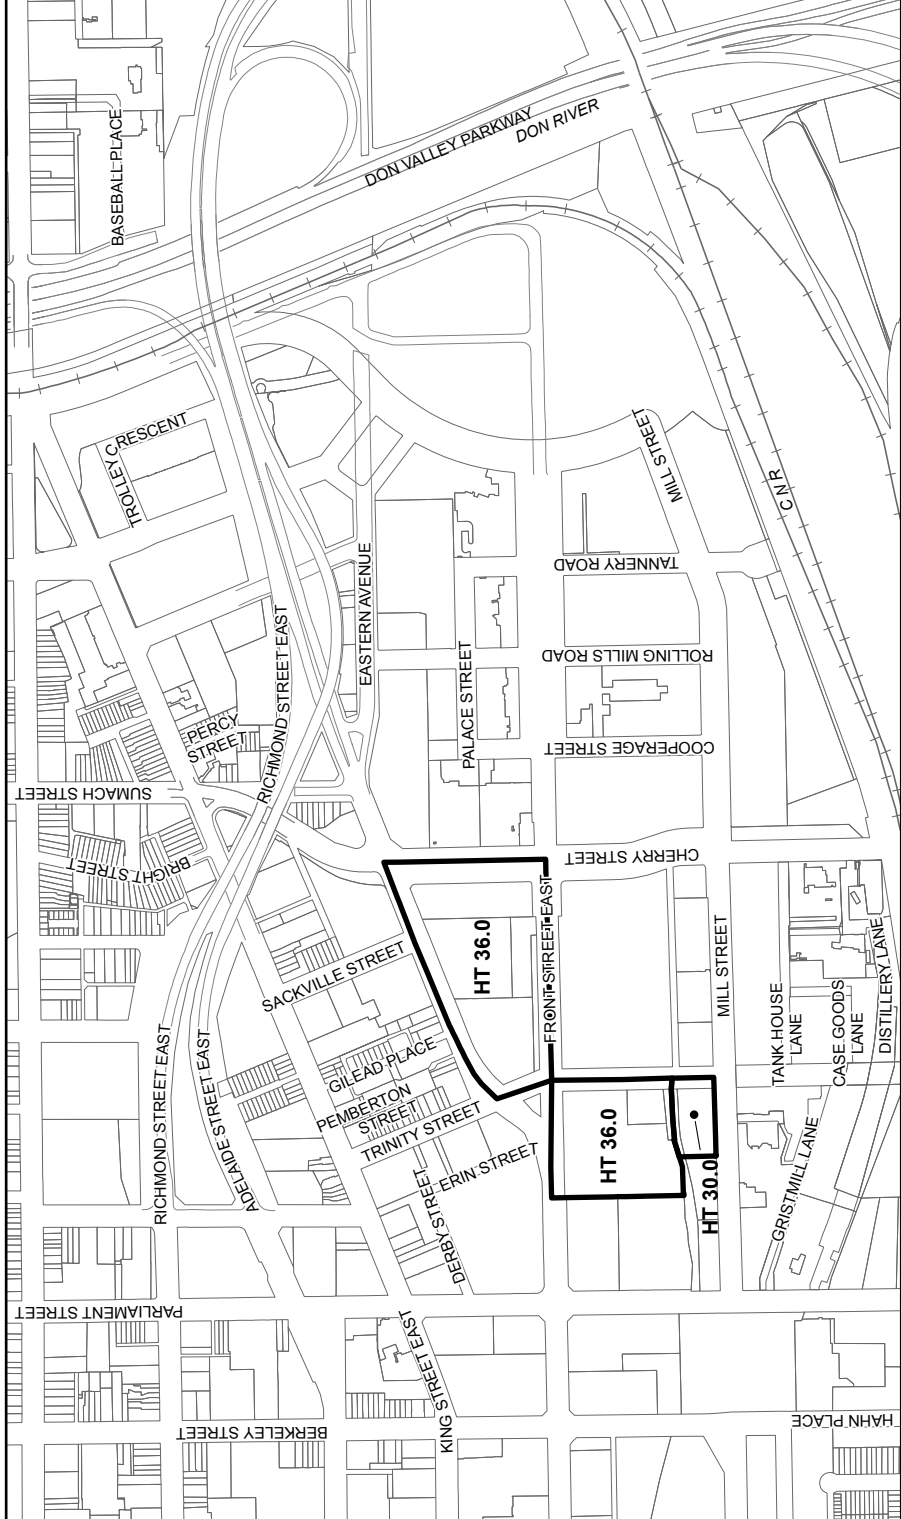 BASEBALL PLACE
DON VALLEY PARKWAY
DON RIVER
TROLLEY CRESCENT
MILL STREET
C N R
TANNERY ROAD
EASTERN AVENUE
ROLLING MILLS ROAD
RICHMOND STREET EAST
PALACE STREET
PERCY
STREET
COOPERAGE STREET
SUMACH STREET
BRIGHT STREET
CHERRY STREET
FRONT STREET EAST
HT 36.0
SACKVILLE STREET
MILL STREET
TANK HOUSE
LANE
CASE GOODS
LANE
DISTILLERY LANE
RICHMOND STREET EAST
ADELAIDE STREET EAST
GILEAD PLACE
PEMBERTON
STREET
TRINITY STREET
ERIN STREET
HT 36.0
HT 30.0
GRISTMILL LANE
DERBY STREET
PARLIAMENT STREET
KING STREET EAST
BERKELEY STREET
HAHN PLACE